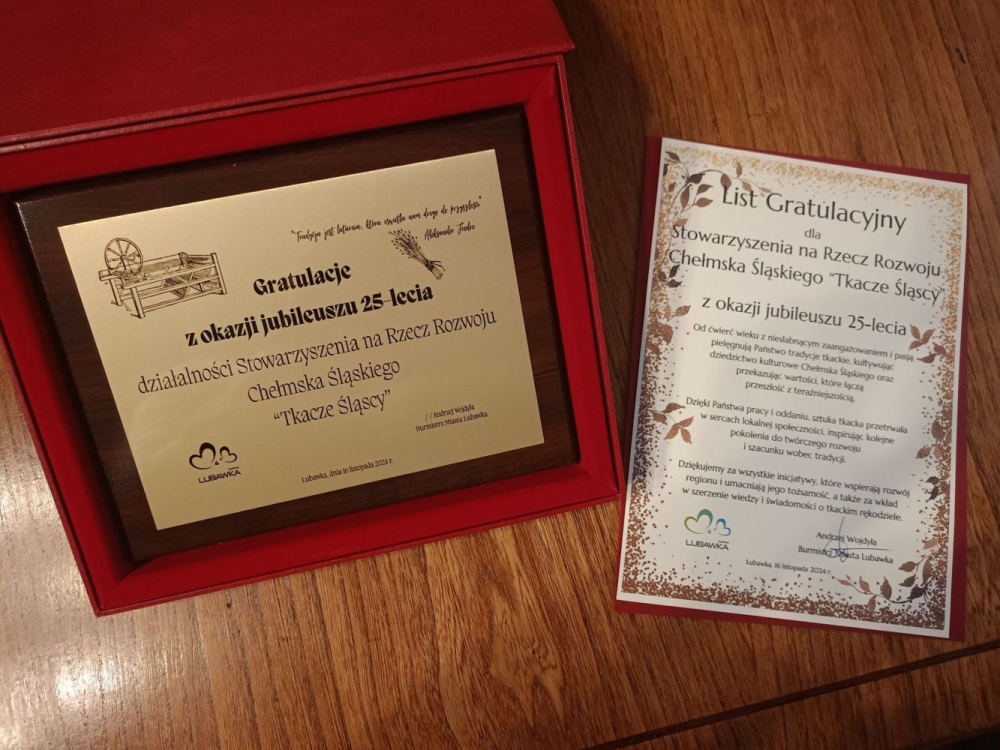 "Tradycja jest latarnią, która oświetla nam drogę do przyszłości"
Aleksander Fredro
Gratulacje
z okazji jubileuszu 25-lecia
działalności Stowarzyszenia na Rzecz Rozwoju
Chełmska Śląskiego
"Tkacze Śląscy"
/ / Andrzej Wojdyła
Burmistrz Miasta Lubawka
LUBAWKA
Lubawka, dnia 16 listopada 2024 r.
List Gratulacyjny
dla
Stowarzyszenia na Rzecz Rozwoju
Chełmska Śląskiego "Tkacze Śląscy"
z okazji jubileuszu 25-lecia
Od ćwierć wieku z niesłabnącym zaangażowaniem i pasją
pielęgnują Państwo tradycje tkackie, kultywując
dziedzictwo kulturowe Chełmska Śląskiego oraz
przekazując wartości, które łączą
przeszłość z teraźniejszością.
Dzięki Państwa pracy i oddaniu, sztuka tkacka przetrwała
w sercach lokalnej społeczności, inspirując kolejne
pokolenia do twórczego rozwoju
i szacunku wobec tradycji.
Dziękujemy za wszystkie inicjatywy, które wspierają rozwój
regionu i umacniają jego tożsamość, a także za wkład
w szerzenie wiedzy i świadomości o tkackim rękodziele.
LUBAWKA
Andrzej Wojdyła
Burmistrz Miasta Lubawka
Lubawka, 16 listopada 2024 r.